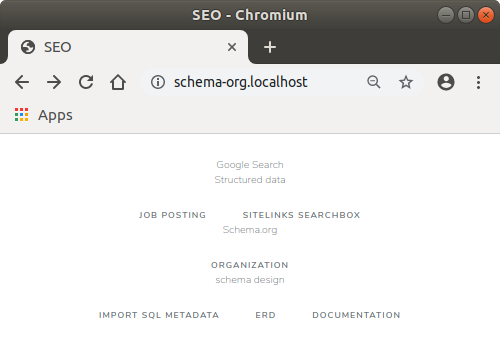 SEO - Chromium
SEO
schema-org.localhost
Apps
Google Search
Structured data
JOB POSTING SITELINKS SEARCHBOX
Schema.org
ORGANIZATION
schema design
IMPORT SQL METADATA ERD DOCUMENTATION